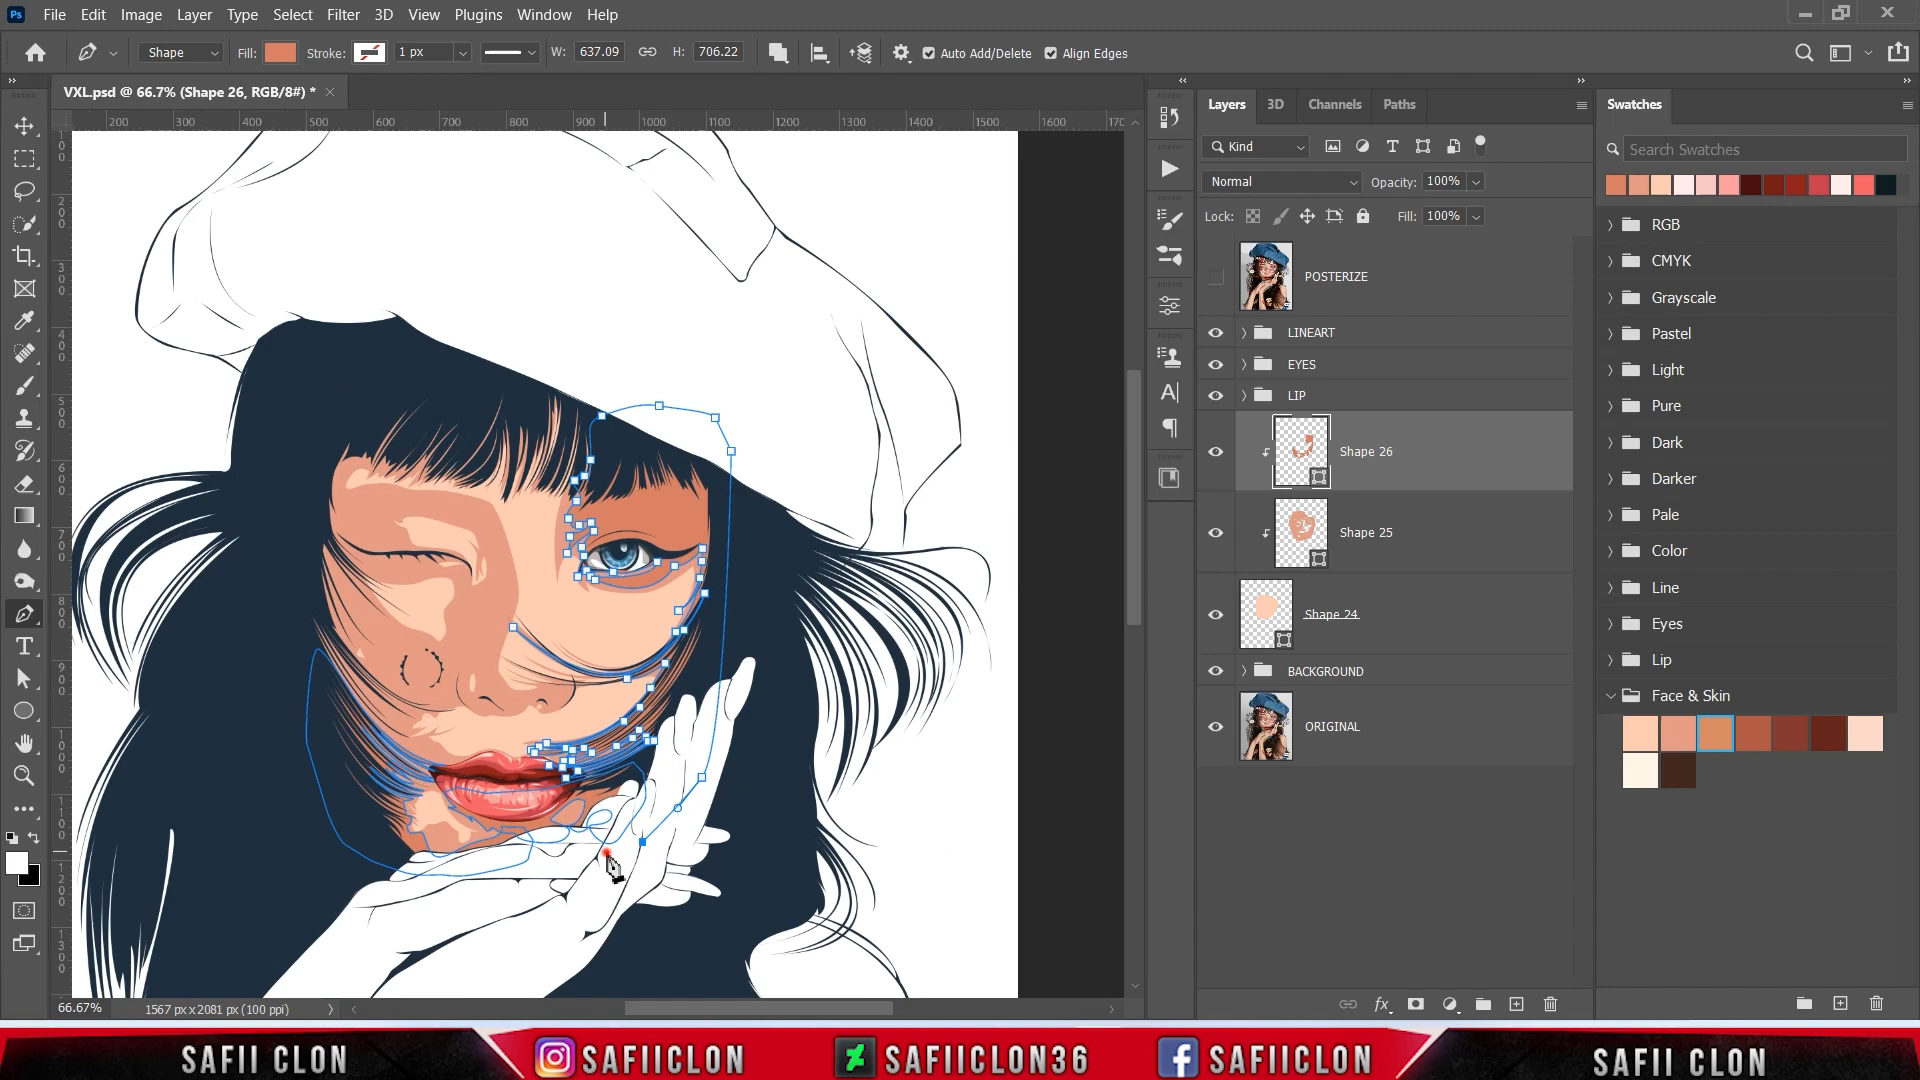 Ps File Edit Image Layer Type Select Filter 3D View Plugins Window Help
Shape Fill: Stroke: 1 px W: 637.09 H: 706.22 Auto Add/Delete Align Edges
VXL.psd @ 66.7% (Shape 26, RGB/8#) *
200 300 400 500 600 700 800 900 1000 1100 1200 1300 1400 1500 1600
Layers 3D Channels Paths
Kind
Normal Opacity: 100%
Lock: Fill: 100%
POSTERIZE
LINEART
EYES
LIP
Shape 26
Shape 25
Shape 24
BACKGROUND
ORIGINAL
fx
Swatches
Search Swatches
RGB
CMYK
Grayscale
Pastel
Light
Pure
Dark
Darker
Pale
Color
Line
Eyes
Lip
Face & Skin
66.67% 1567 px x 2081 px (100 ppi)
SAFII CLON SAFIICLON SAFIICLON36 SAFIICLON SAFII CLON